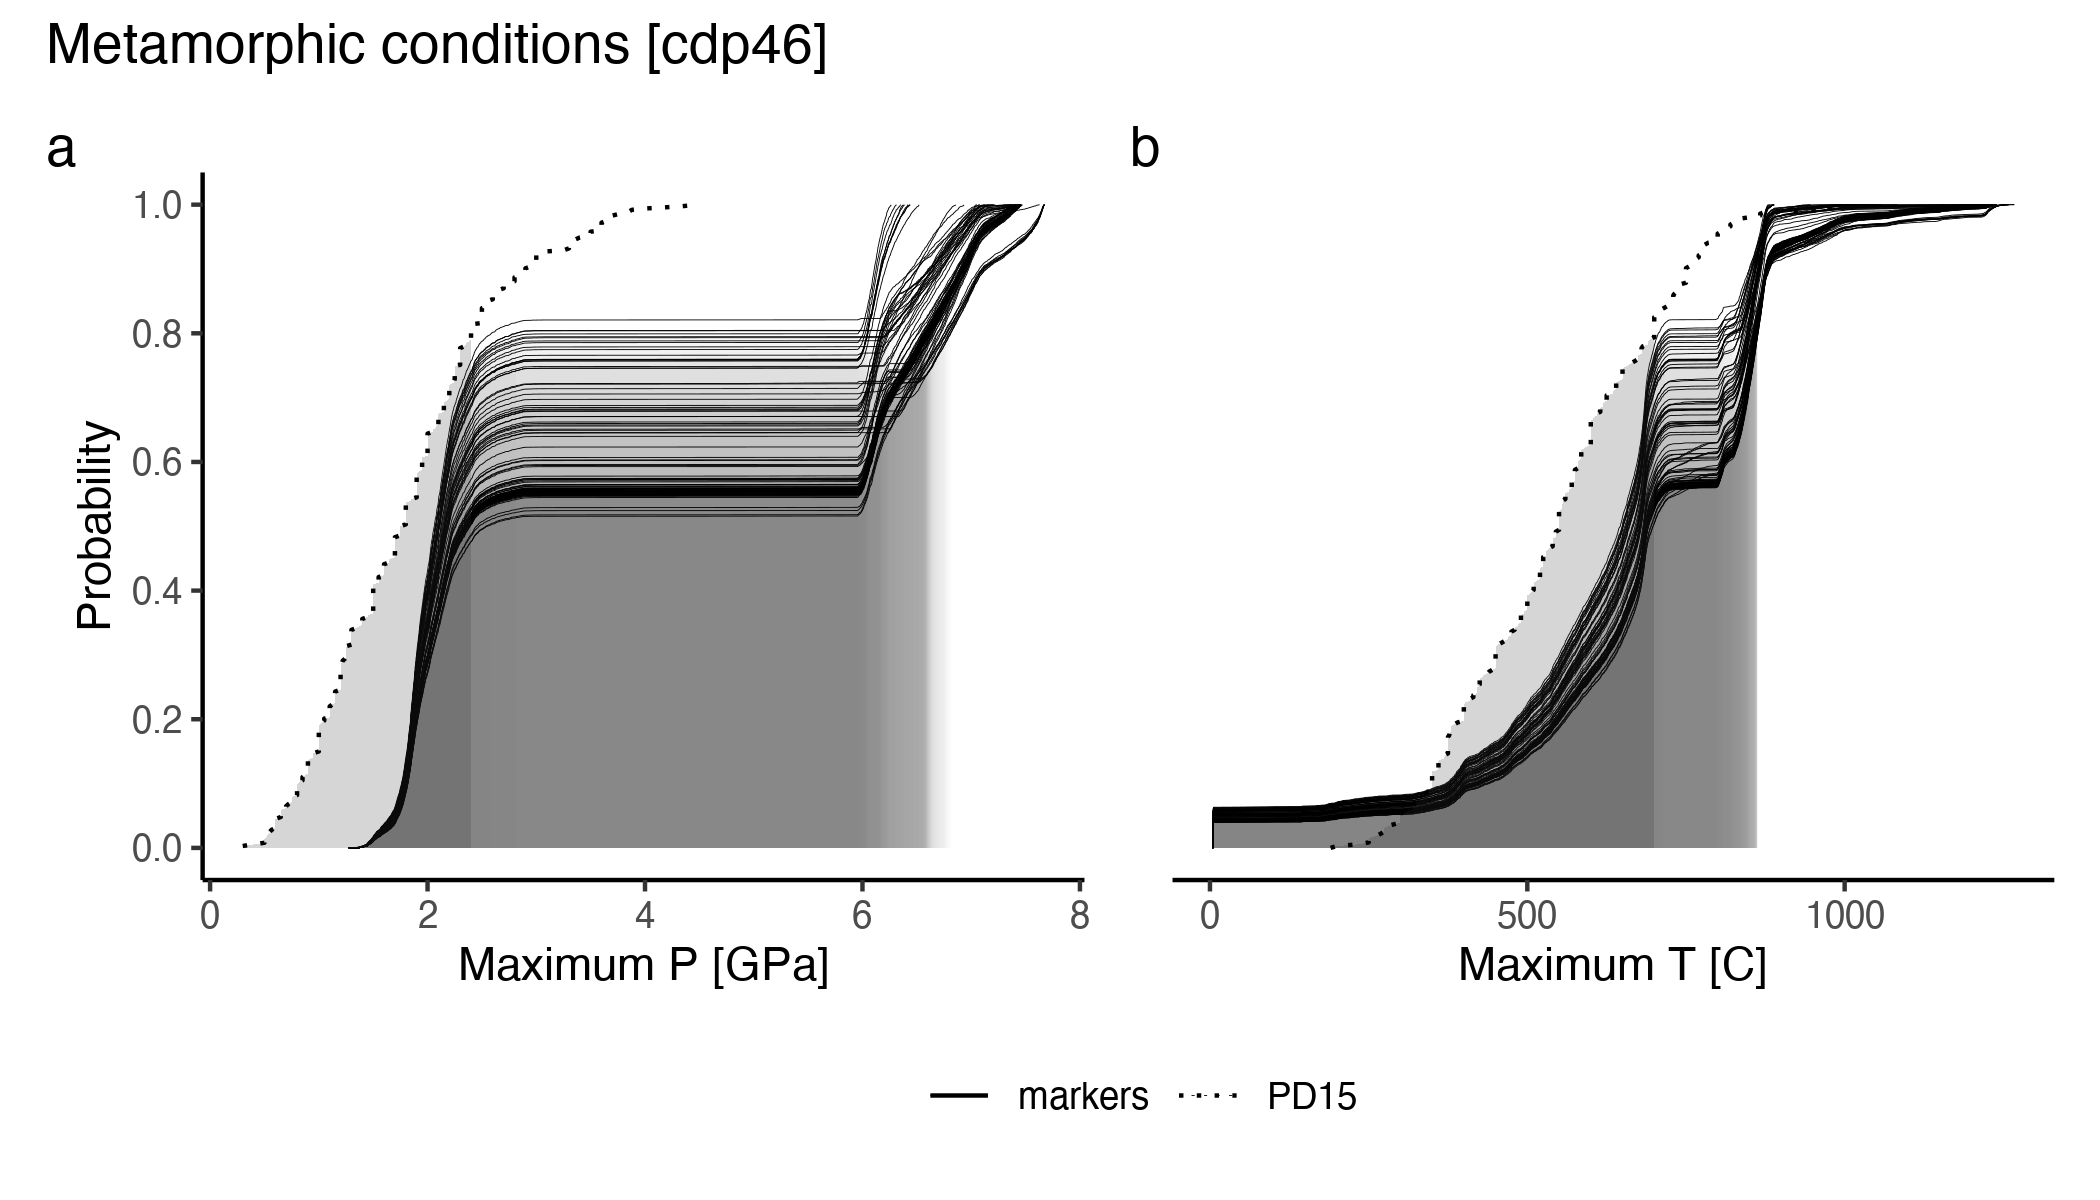 Metamorphic conditions [cdp46]
a
b
1.0
0.8
0.6
0.4
0.2
0.0
Probability
0 2 4 6 8
0 500 1000
Maximum P [GPa]
Maximum T [C]
markers PD15